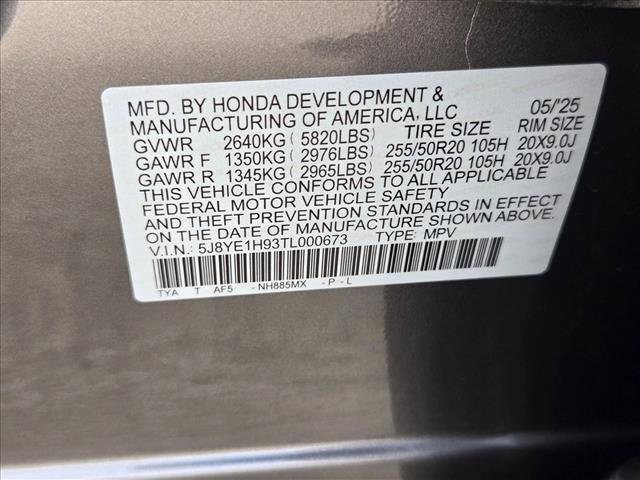 MFD. BY HONDA DEVELOPMENT & 05/'25
MANUFACTURING OF AMERICA, LLC
GVWR 2640KG( 5820LBS) TIRE SIZE RIM SIZE
GAWR F 1350KG( 2976LBS) 255/50R20 105H 20X9.0J
GAWR R 1345KG( 2965LBS) 255/50R20 105H 20X9.0J
THIS VEHICLE CONFORMS TO ALL APPLICABLE
FEDERAL MOTOR VEHICLE SAFETY
AND THEFT PREVENTION STANDARDS IN EFFECT
ON THE DATE OF MANUFACTURE SHOWN ABOVE.
V.I.N.: 5J8YE1H93TL000673 TYPE: MPV
TYA T AF5 - NH885MX - P - L